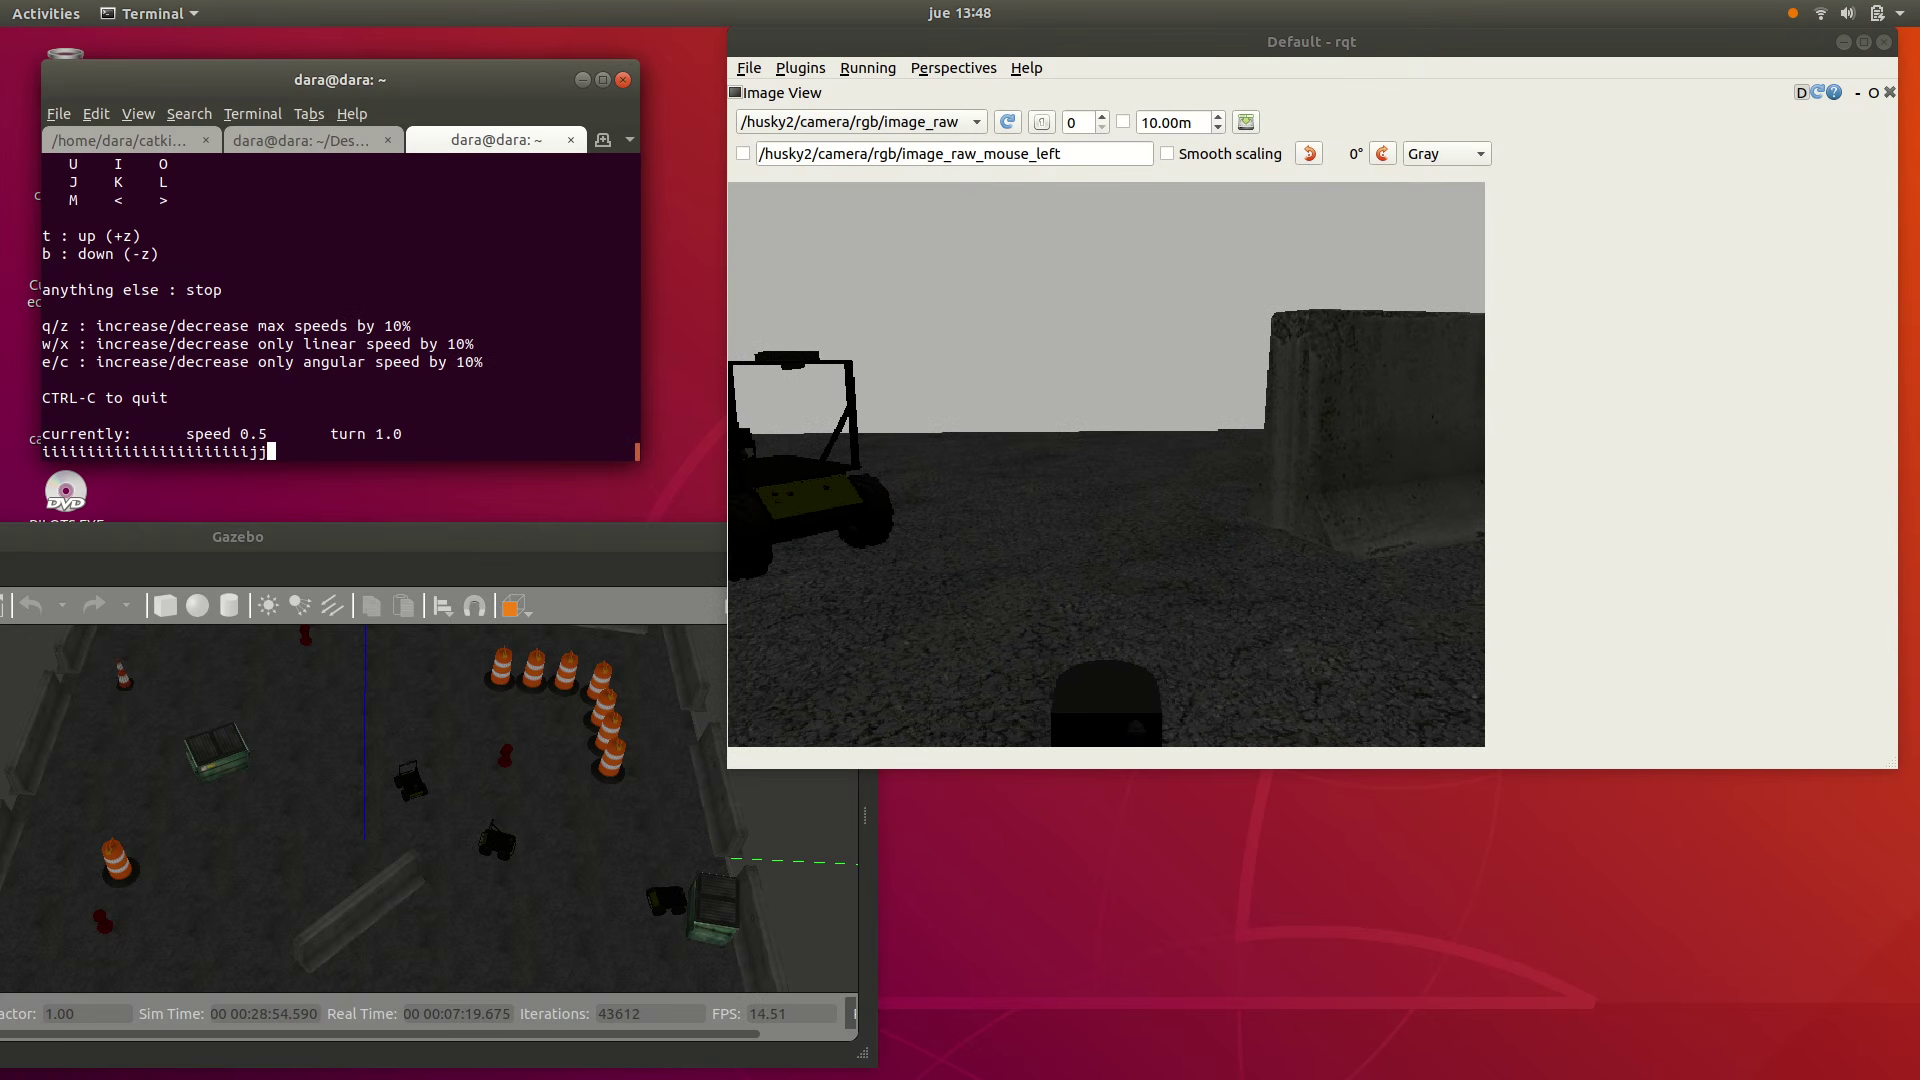 Activities
Terminal
jue 13:48
dara@dara: ~
File Edit View Search Terminal Tabs Help
/home/dara/catki...
dara@dara: ~/Des...
dara@dara: ~
U I O
J K L
M < >
t : up (+z)
b : down (-z)
anything else : stop
q/z : increase/decrease max speeds by 10%
w/x : increase/decrease only linear speed by 10%
e/c : increase/decrease only angular speed by 10%
CTRL-C to quit
currently: speed 0.5 turn 1.0
iiiiiiiiiiiiiiiiiiiiiiijj
DVD
Default - rqt
File Plugins Running Perspectives Help
Image View
D - O
/husky2/camera/rgb/image_raw
0
10.00m
/husky2/camera/rgb/image_raw_mouse_left
Smooth scaling
0°
Gray
Gazebo
actor: 1.00 Sim Time: 00 00:28:54.590 Real Time: 00 00:07:19.675 Iterations: 43612 FPS: 14.51